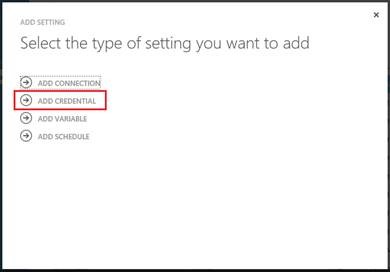 ADD SETTING
Select the type of setting you want to add
ADD CONNECTION
ADD CREDENTIAL
ADD VARIABLE
ADD SCHEDULE